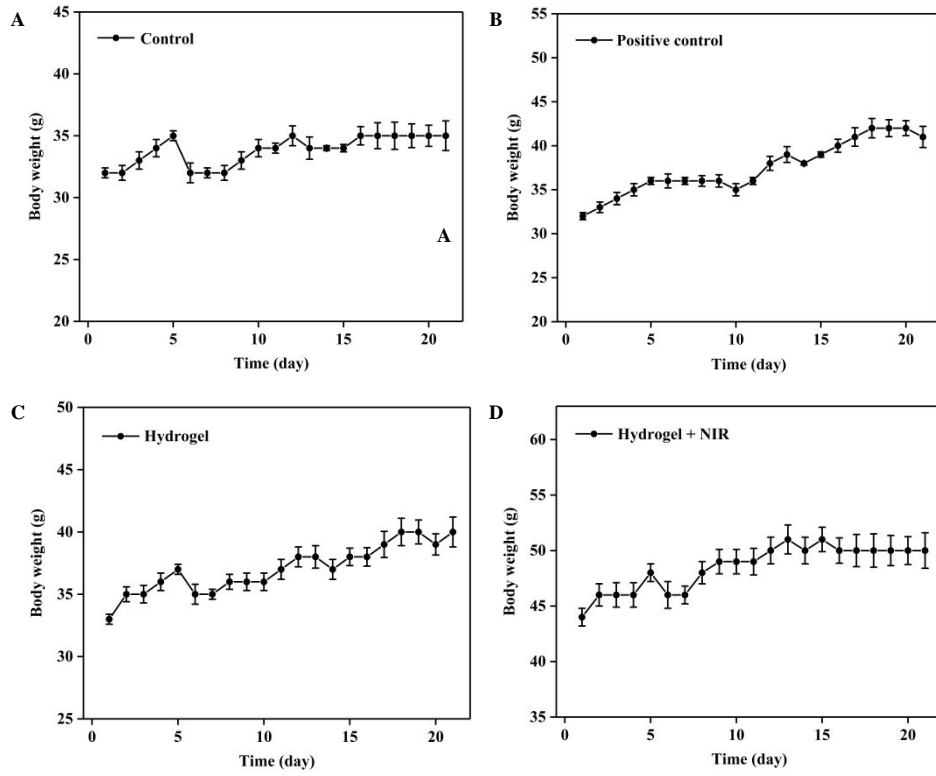 A
45
40
35
30
25
20
Body weight (g)
Control
A
0 5 10 15 20
Time (day)
B
55
50
45
40
35
30
25
20
Body weight (g)
Positive control
0 5 10 15 20
Time (day)
C
50
45
40
35
30
25
Body weight (g)
Hydrogel
0 5 10 15 20
Time (day)
D
60
55
50
45
40
35
Body weight (g)
Hydrogel + NIR
0 5 10 15 20
Time (day)